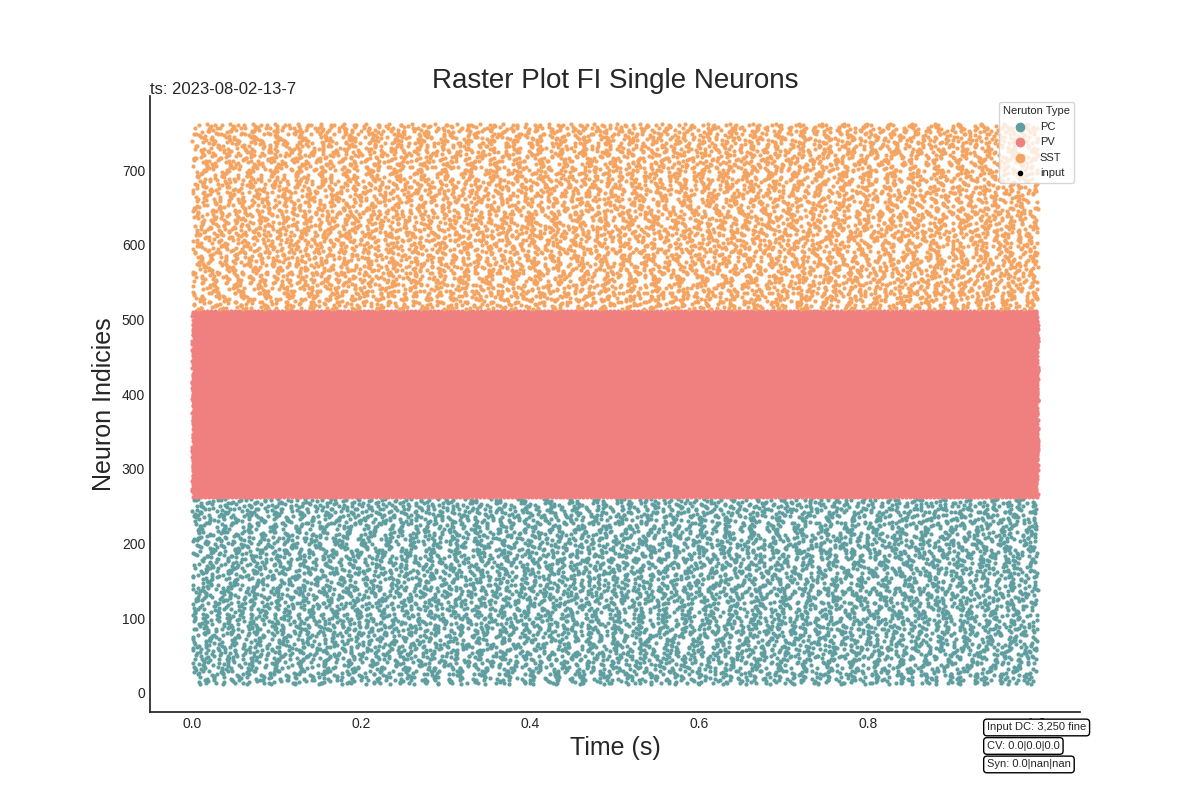 Raster Plot FI Single Neurons
ts: 2023-08-02-13-7
Neruton Type
PC
PV
SST
input
700
600
500
400
300
200
100
0
Neuron Indicies
0.0 0.2 0.4 0.6 0.8
Time (s)
Input DC: 3,250 fine
CV: 0.0|0.0|0.0
Syn: 0.0|nan|nan